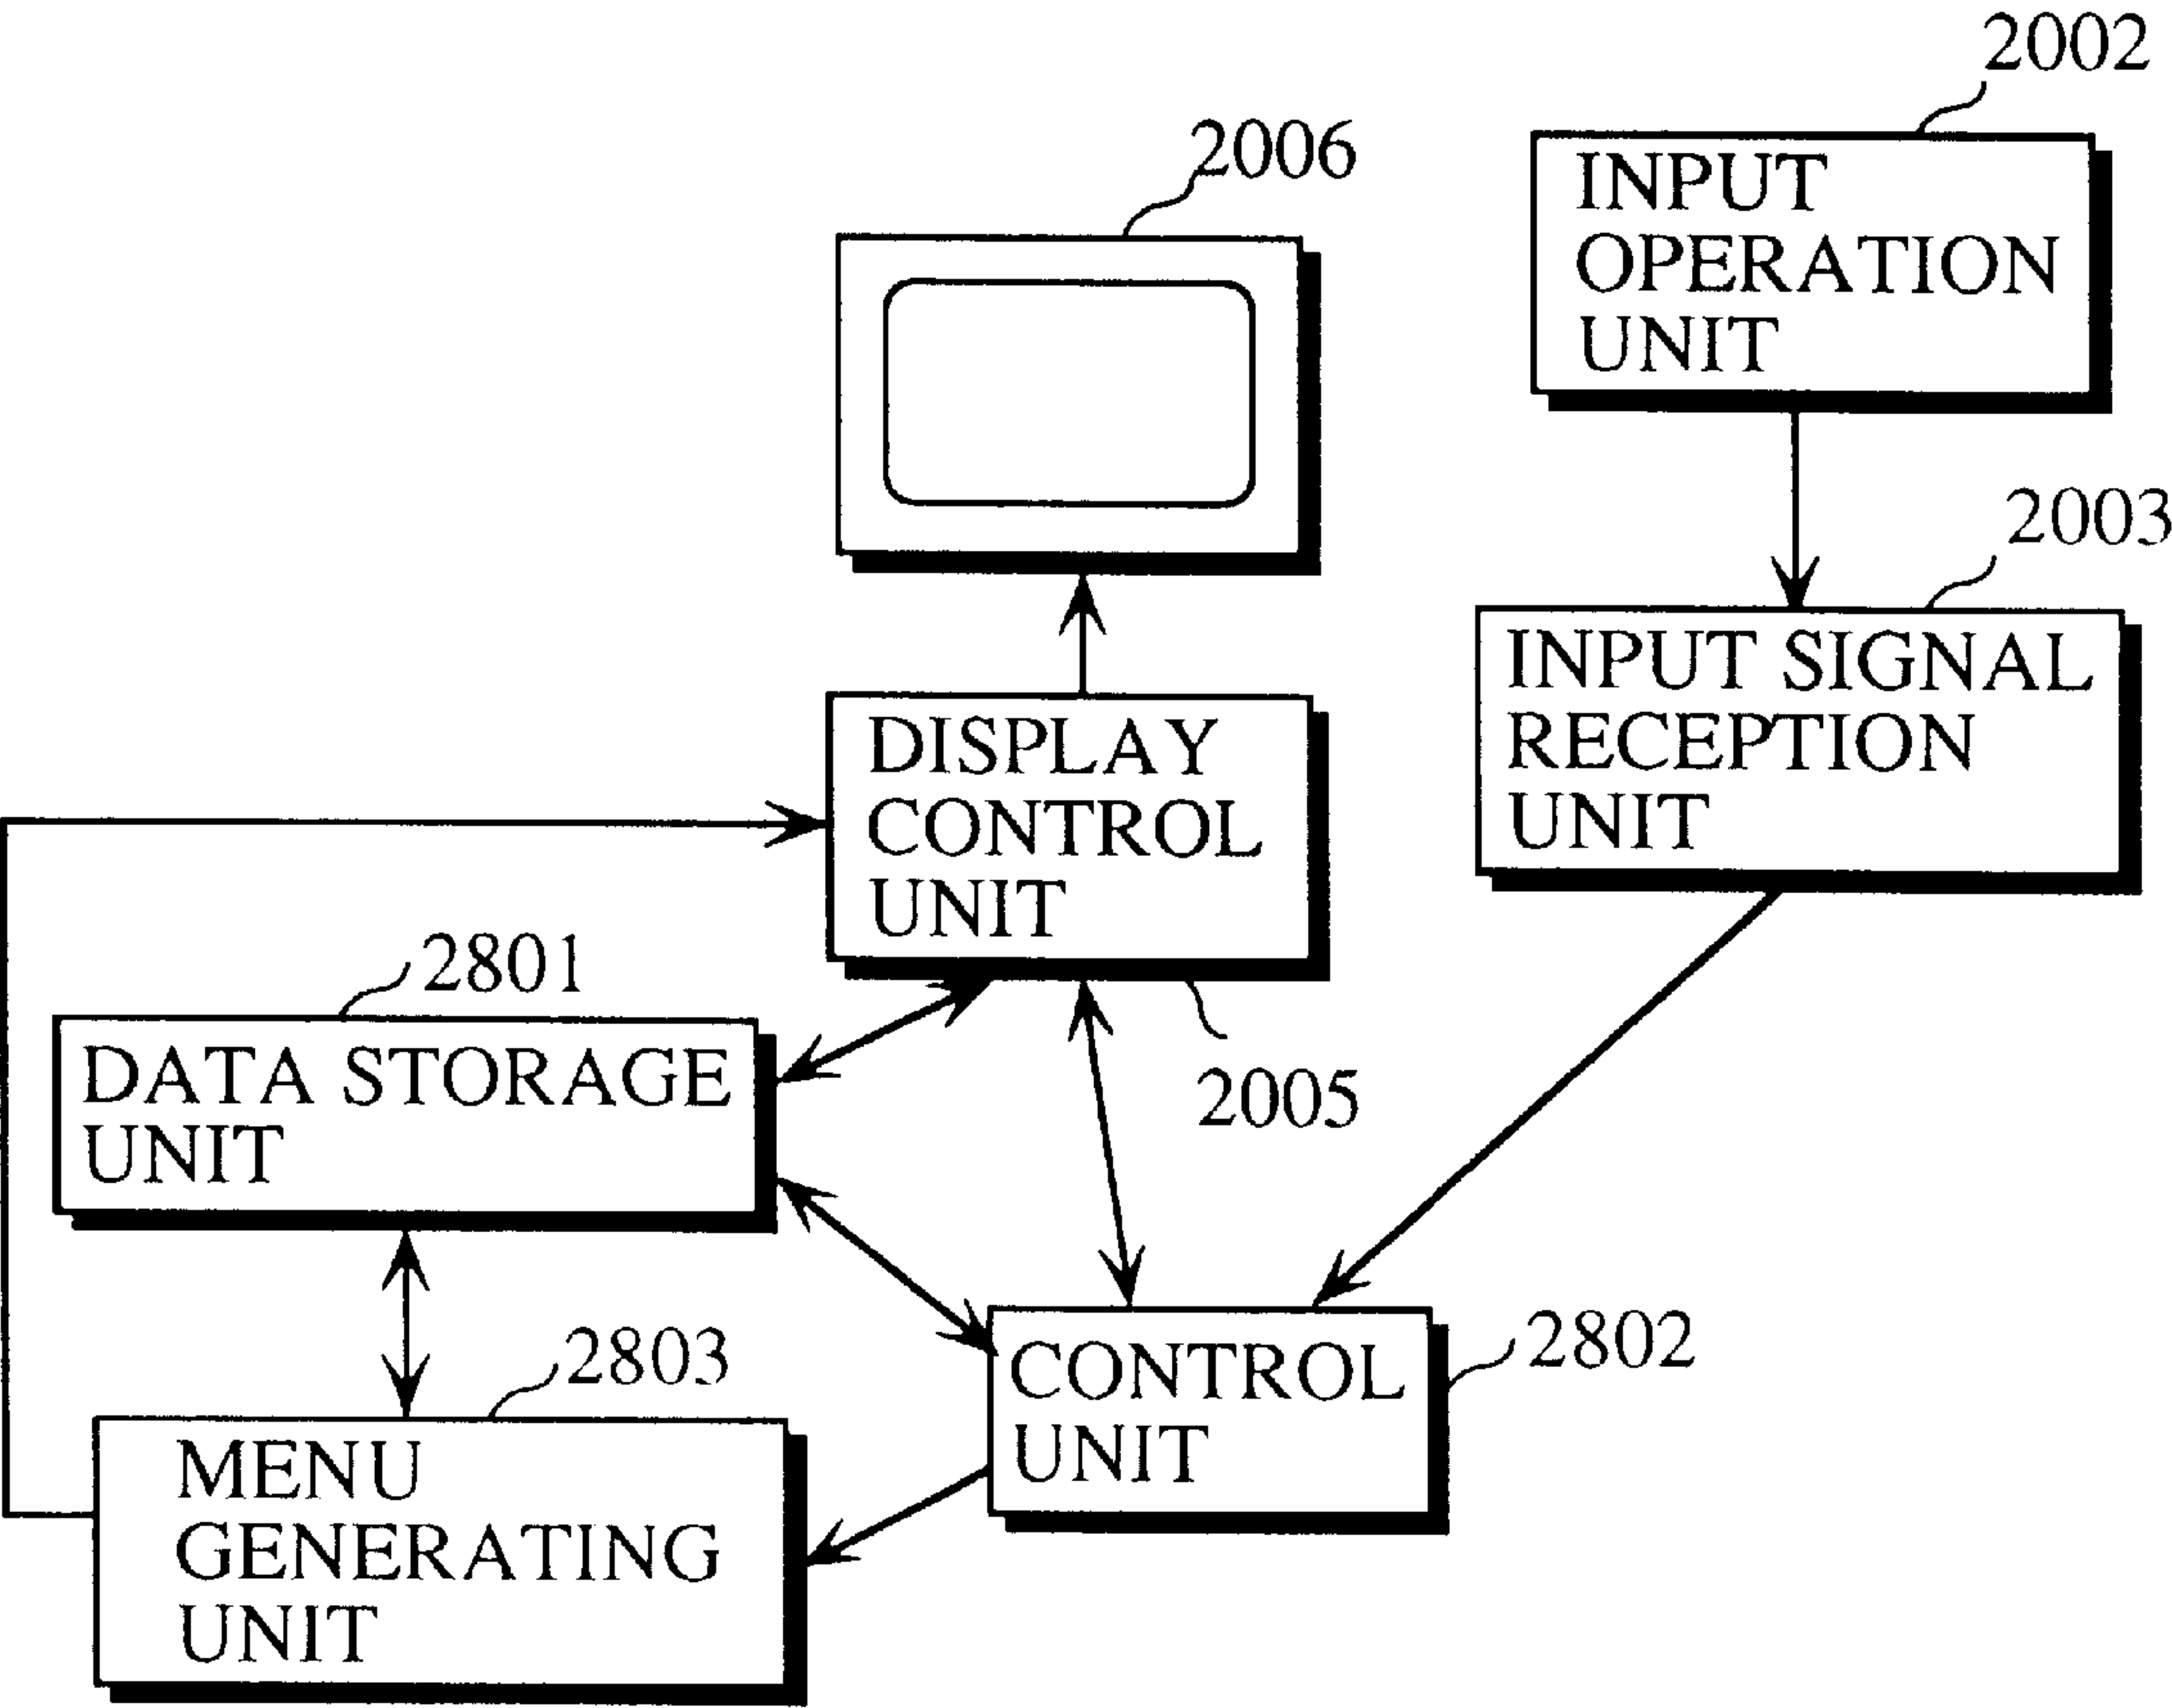 2002
INPUT
OPERATION
UNIT
2006
2003
INPUT SIGNAL
RECEPTION
UNIT
DISPLAY
CONTROL
UNIT
2005
2801
DATA STORAGE
UNIT
2802
CONTROL
UNIT
2803
MENU
GENERATING
UNIT